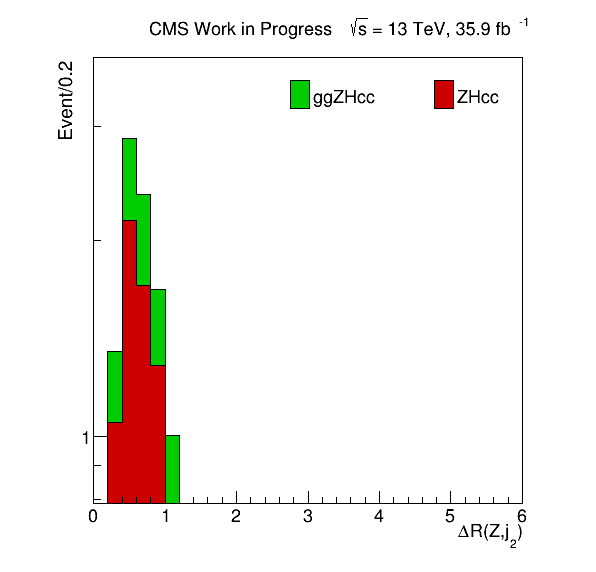 CMS Work in Progress √s = 13 TeV, 35.9 fb⁻¹
Event/0.2
ggZHcc ZHcc
1
0 1 2 3 4 5 6
ΔR(Z,j₂)